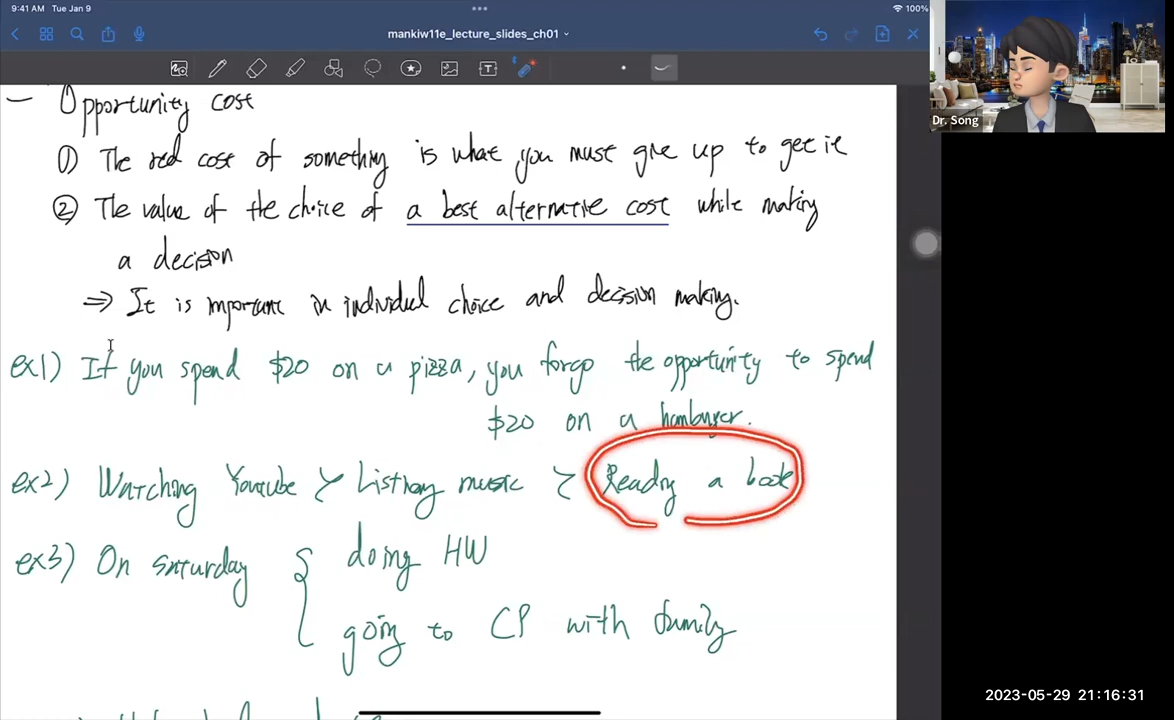 9:41 AM Tue Jan 9
100%
mankiw11e_lecture_slides_ch01
Dr. Song
– Opportunity cost
① The real cost of something is what you must give up to get it
② The value of the choice of a best alternative cost while making
a decision
⇒ It is important in individual choice and decision making.
ex1) If you spend $20 on a pizza, you forgo the opportunity to spend
$20 on a hamburger.
ex2) Watching Youtube > Listening music > Reading a book
ex3) On saturday { doing HW
going to CP with family
2023-05-29 21:16:31